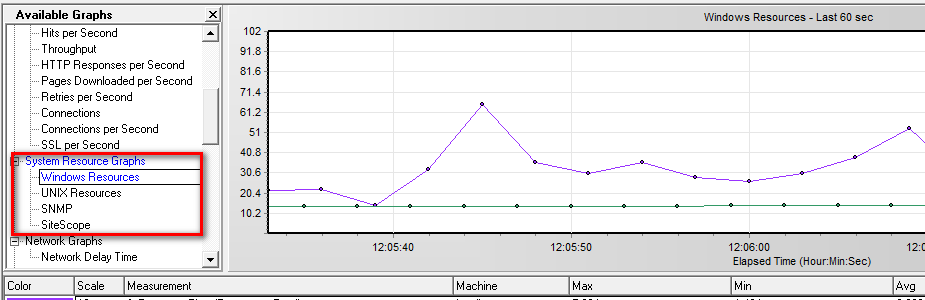 Available Graphs
Hits per Second
Throughput
HTTP Responses per Second
Pages Downloaded per Second
Retries per Second
Connections
Connections per Second
SSL per Second
System Resource Graphs
Windows Resources
UNIX Resources
SNMP
SiteScope
Network Graphs
Network Delay Time
Windows Resources - Last 60 sec
102
91.8
81.6
71.4
61.2
51
40.8
30.6
20.4
10.2
12:05:40 12:05:50 12:06:00
Elapsed Time (Hour:Min:Sec)
Color Scale Measurement Machine Max Min Avg